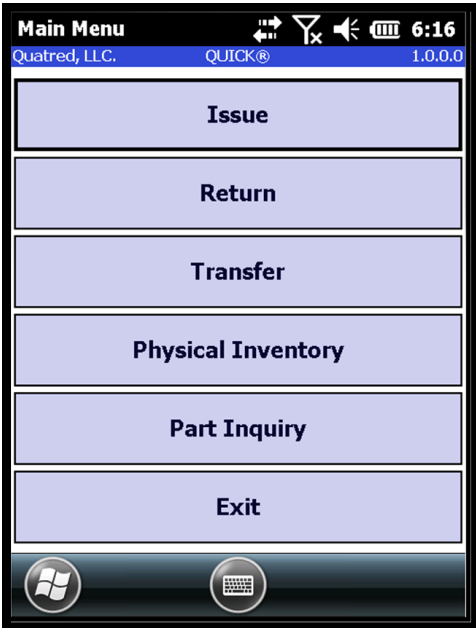 Main Menu 6:16
Quatred, LLC. QUICK® 1.0.0.0
Issue
Return
Transfer
Physical Inventory
Part Inquiry
Exit